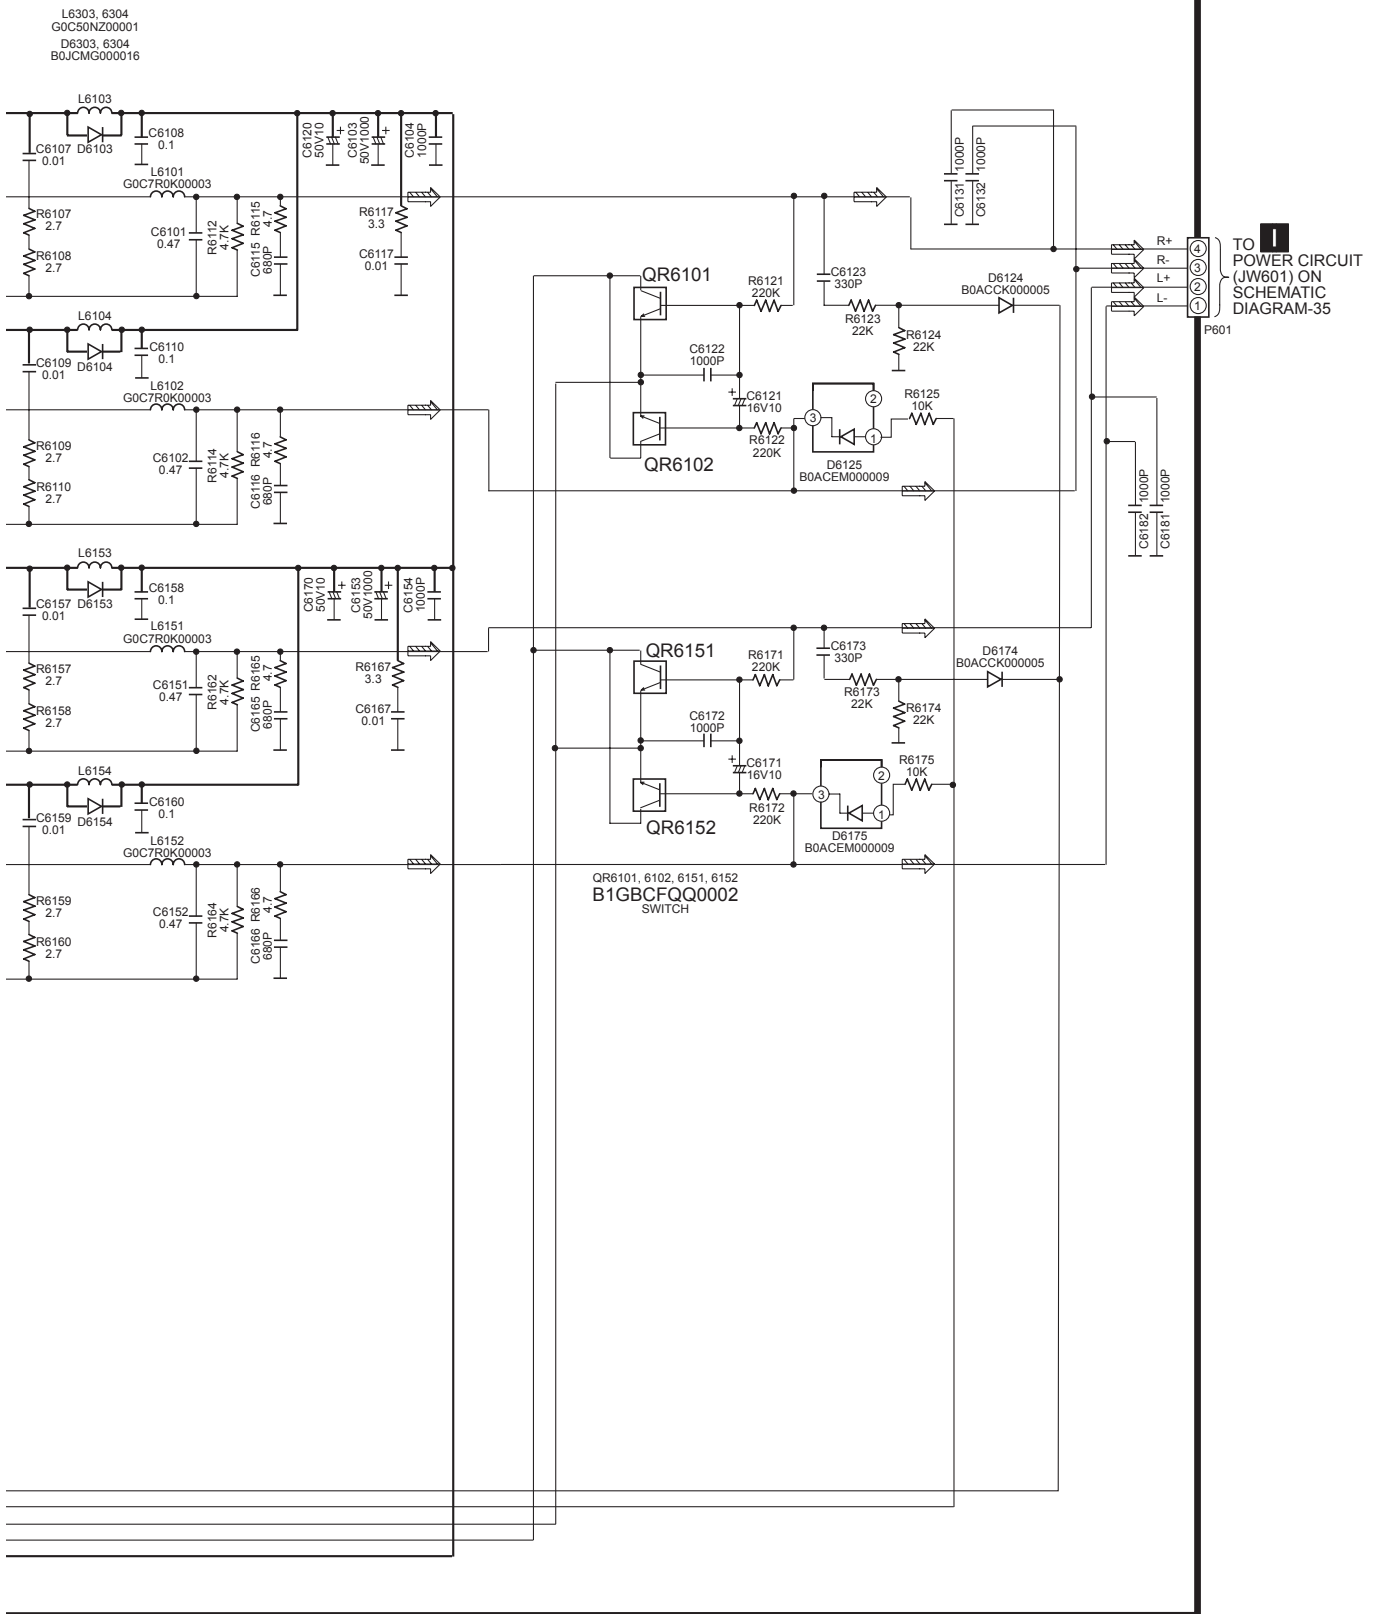 L6303, 6304
G0C50NZ00001
D6303, 6304
B0JCMG000016
L6103
D6103
C6107
0.01
C6108
0.1
C6120
50V10
+
C6103
50V1000
+
C6104
1000P
L6101
G0C7R0K00003
R6107
2.7
R6108
2.7
C6101
0.47
R6112
4.7K
R6115
4.7
C6115
680P
R6117
3.3
C6117
0.01
C6131
1000P
C6132
1000P
R+
R-
L+
L-
4
3
2
1
P601
TO I
POWER CIRCUIT
(JW601) ON
SCHEMATIC
DIAGRAM-35
QR6101
R6121
220K
C6123
330P
D6124
B0ACCK000005
R6123
22K
R6124
22K
L6104
D6104
C6109
0.01
C6110
0.1
C6122
1000P
+
C6121
16V10
R6122
220K
QR6102
3
2
1
D6125
B0ACEM000009
R6125
10K
L6102
G0C7R0K00003
R6109
2.7
R6110
2.7
C6102
0.47
R6114
4.7K
R6116
4.7
C6116
680P
C6182
1000P
C6181
1000P
L6153
D6153
C6157
0.01
C6158
0.1
C6170
50V10
+
C6153
50V1000
+
C6154
1000P
L6151
G0C7R0K00003
R6157
2.7
R6158
2.7
C6151
0.47
R6162
4.7K
R6165
4.7
C6165
680P
R6167
3.3
C6167
0.01
QR6151
R6171
220K
C6173
330P
D6174
B0ACCK000005
R6173
22K
R6174
22K
C6172
1000P
+
C6171
16V10
R6172
220K
QR6152
3
2
1
D6175
B0ACEM000009
R6175
10K
L6154
D6154
C6159
0.01
C6160
0.1
L6152
G0C7R0K00003
R6159
2.7
R6160
2.7
C6152
0.47
R6164
4.7K
R6166
4.7
C6166
680P
QR6101, 6102, 6151, 6152
B1GBCFQQ0002
SWITCH